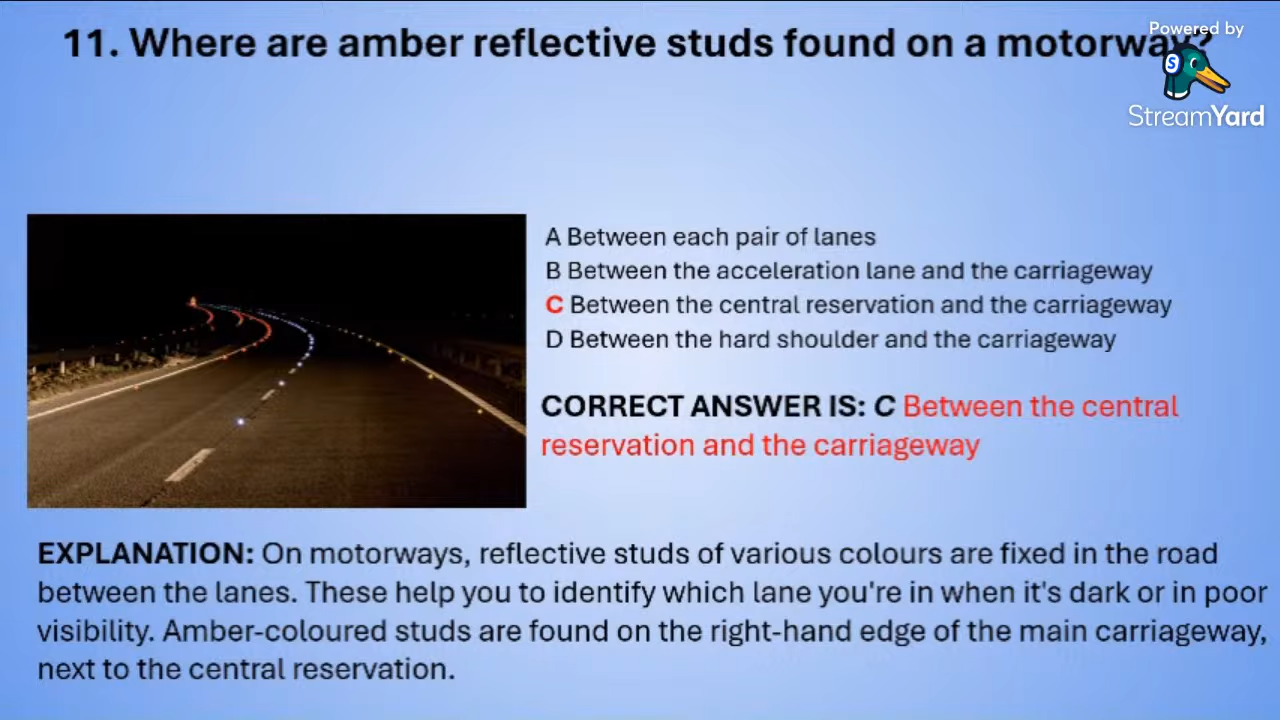 11. Where are amber reflective studs found on a motorway?
Powered by
S
StreamYard
A Between each pair of lanes
B Between the acceleration lane and the carriageway
C Between the central reservation and the carriageway
D Between the hard shoulder and the carriageway
CORRECT ANSWER IS: C Between the central
reservation and the carriageway
EXPLANATION: On motorways, reflective studs of various colours are fixed in the road
between the lanes. These help you to identify which lane you're in when it's dark or in poor
visibility. Amber-coloured studs are found on the right-hand edge of the main carriageway,
next to the central reservation.